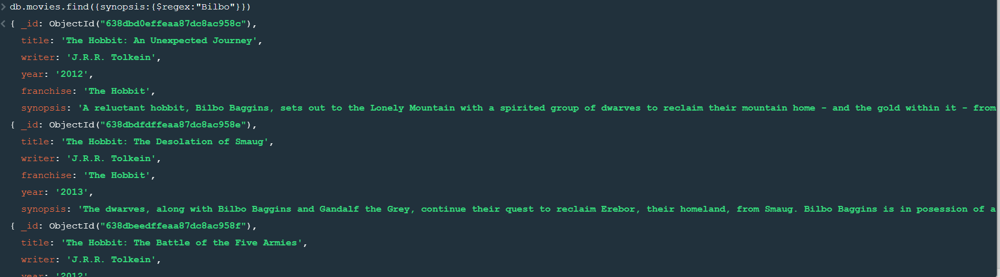 db.movies.find({synopsis:{$regex:"Bilbo"}})
{ _id: ObjectId("638dbd0effeaa87dc8ac958c"),
title: 'The Hobbit: An Unexpected Journey',
writer: 'J.R.R. Tolkein',
year: '2012',
franchise: 'The Hobbit',
synopsis: 'A reluctant hobbit, Bilbo Baggins, sets out to the Lonely Mountain with a spirited group of dwarves to reclaim their mountain home - and the gold within it - from
{ _id: ObjectId("638dbdfdffeaa87dc8ac958e"),
title: 'The Hobbit: The Desolation of Smaug',
writer: 'J.R.R. Tolkein',
franchise: 'The Hobbit',
year: '2013',
synopsis: 'The dwarves, along with Bilbo Baggins and Gandalf the Grey, continue their quest to reclaim Erebor, their homeland, from Smaug. Bilbo Baggins is in posession of a
{ _id: ObjectId("638dbeedffeaa87dc8ac958f"),
title: 'The Hobbit: The Battle of the Five Armies',
writer: 'J.R.R. Tolkein',
year: '2012',